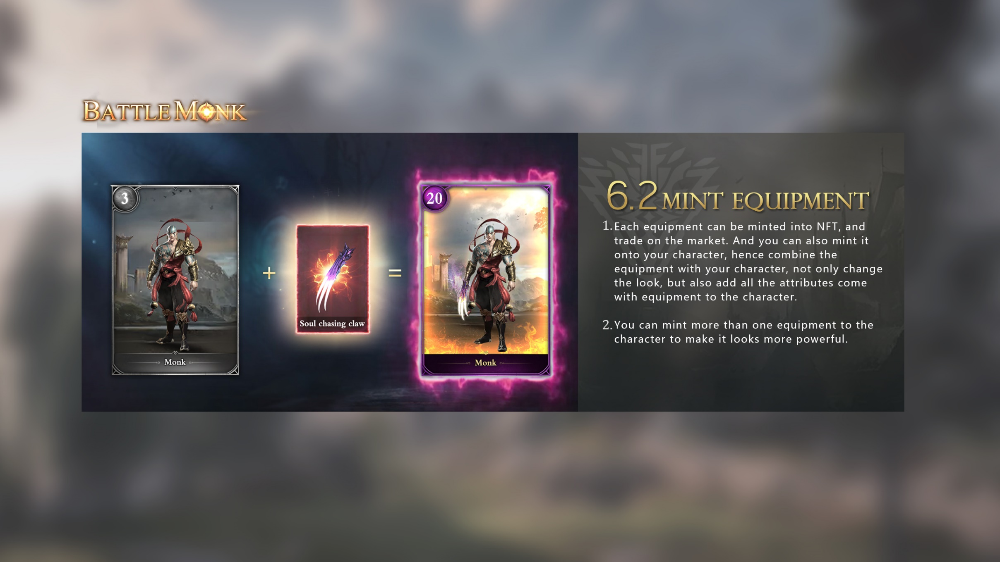 BATTLE MONK
3
Monk
+
Soul chasing claw
=
20
Monk
6.2 MINT EQUIPMENT
1. Each equipment can be minted into NFT, and
trade on the market. And you can also mint it
onto your character, hence combine the
equipment with your character, not only change
the look, but also add all the attributes come
with equipment to the character.
2. You can mint more than one equipment to the
character to make it looks more powerful.